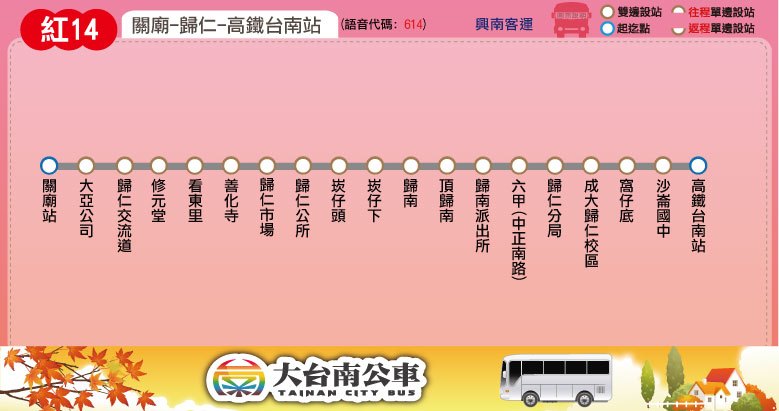 紅14
關廟-歸仁-高鐵台南站
(語音代碼: 614)
興南客運
雙邊設站
往程單邊設站
起迄點
返程單邊設站
關廟站
大亞公司
歸仁交流道
修元堂
看東里
善化寺
歸仁市場
歸仁公所
崁仔頭
崁仔下
歸南
頂歸南
歸南派出所
六甲(中正南路)
歸仁分局
成大歸仁校區
窩仔底
沙崙國中
高鐵台南站
大台南公車
TAINAN CITY BUS